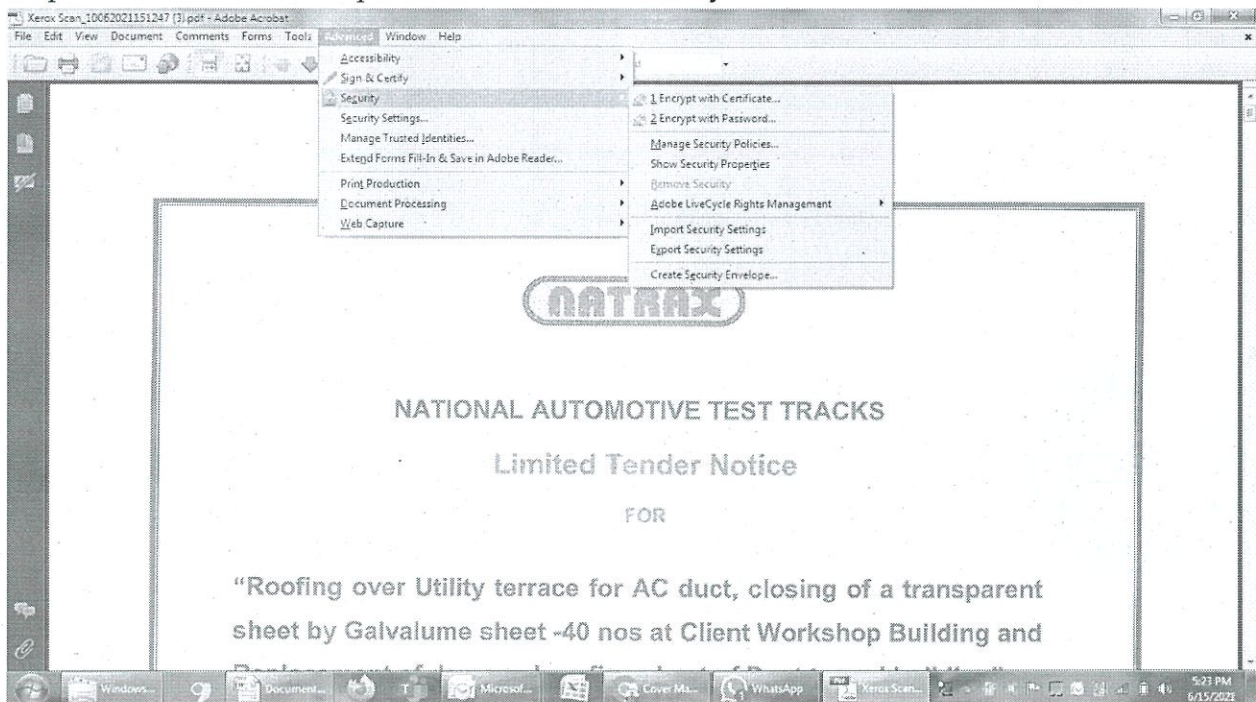 Xerox Scan_10062021151247 (3).pdf - Adobe Acrobat
File Edit View Document Comments Forms Tools Advanced Window Help
Accessibility
Sign & Certify
Security
Security Settings...
Manage Trusted Identities...
Extend Forms Fill-In & Save in Adobe Reader...
Print Production
Document Processing
Web Capture
1 Encrypt with Certificate...
2 Encrypt with Password...
Manage Security Policies...
Show Security Properties
Remove Security
Adobe LiveCycle Rights Management
Import Security Settings
Export Security Settings
Create Security Envelope...
NATRAX
NATIONAL AUTOMOTIVE TEST TRACKS
Limited Tender Notice
FOR
“Roofing over Utility terrace for AC duct, closing of a transparent
sheet by Galvalume sheet -40 nos at Client Workshop Building and
Windows... Document... Microsof... Cover Ma... WhatsApp Xerox Scan... 5:23 PM
6/15/2021